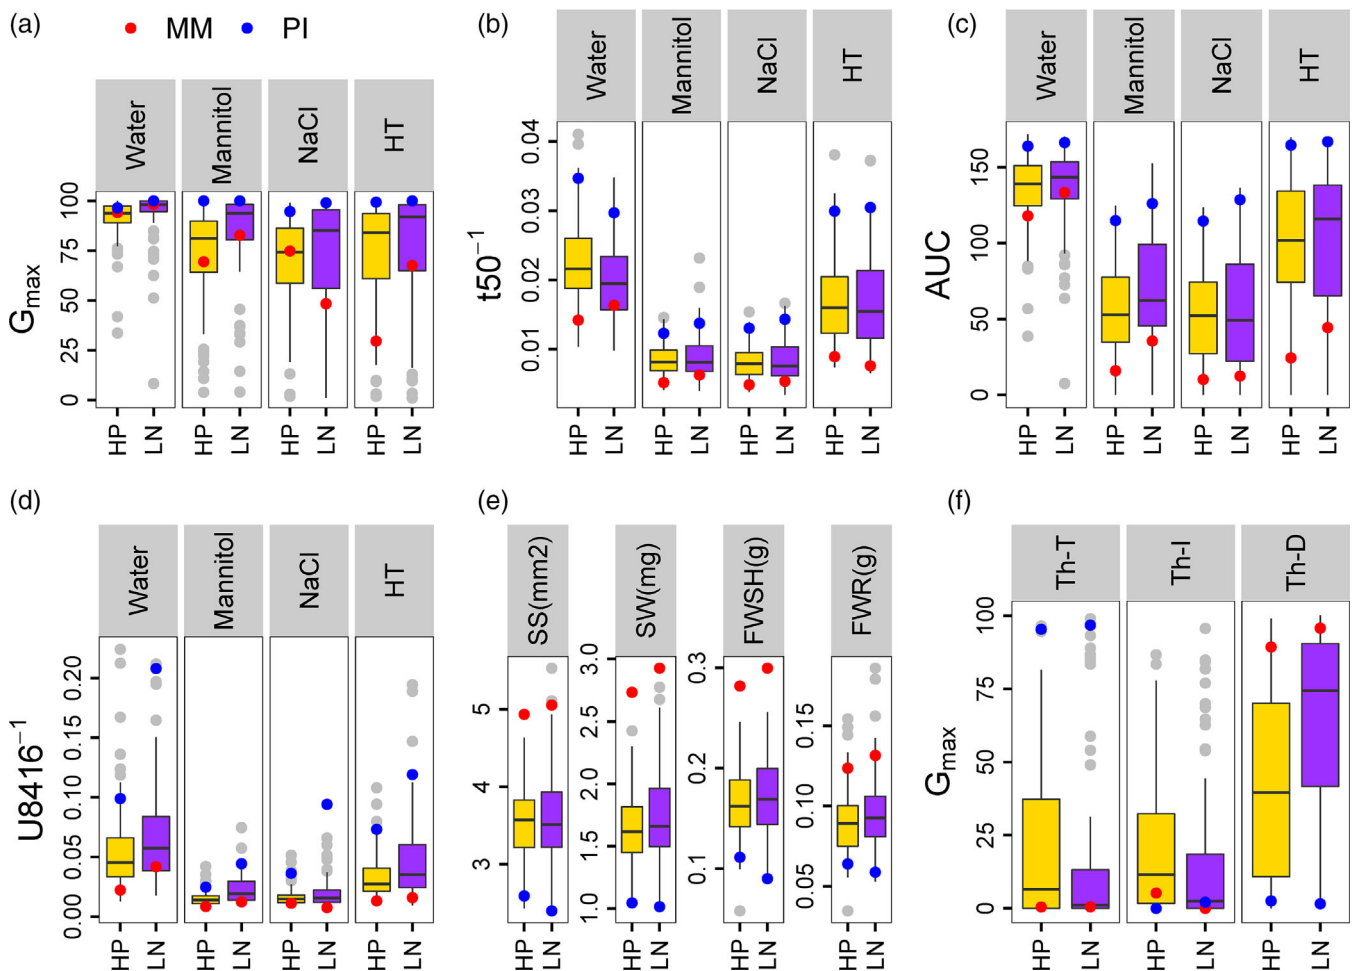 (a)
MM
PI
Water
Mannitol
NaCl
HT
Gmax
100
75
50
25
0
HP
LN
HP
LN
HP
LN
HP
LN
(b)
Water
Mannitol
NaCl
HT
t50⁻¹
0.04
0.03
0.02
0.01
HP
LN
HP
LN
HP
LN
HP
LN
(c)
Water
Mannitol
NaCl
HT
AUC
150
100
50
0
HP
LN
HP
LN
HP
LN
HP
LN
(d)
Water
Mannitol
NaCl
HT
U8416⁻¹
0.20
0.15
0.10
0.05
0.00
HP
LN
HP
LN
HP
LN
HP
LN
(e)
SS(mm2)
SW(mg)
FWSH(g)
FWR(g)
5
4
3
3.0
2.5
2.0
1.5
1.0
0.3
0.2
0.1
0.15
0.10
0.05
HP
LN
HP
LN
HP
LN
HP
LN
(f)
Th-T
Th-I
Th-D
Gmax
100
75
50
25
0
HP
LN
HP
LN
HP
LN